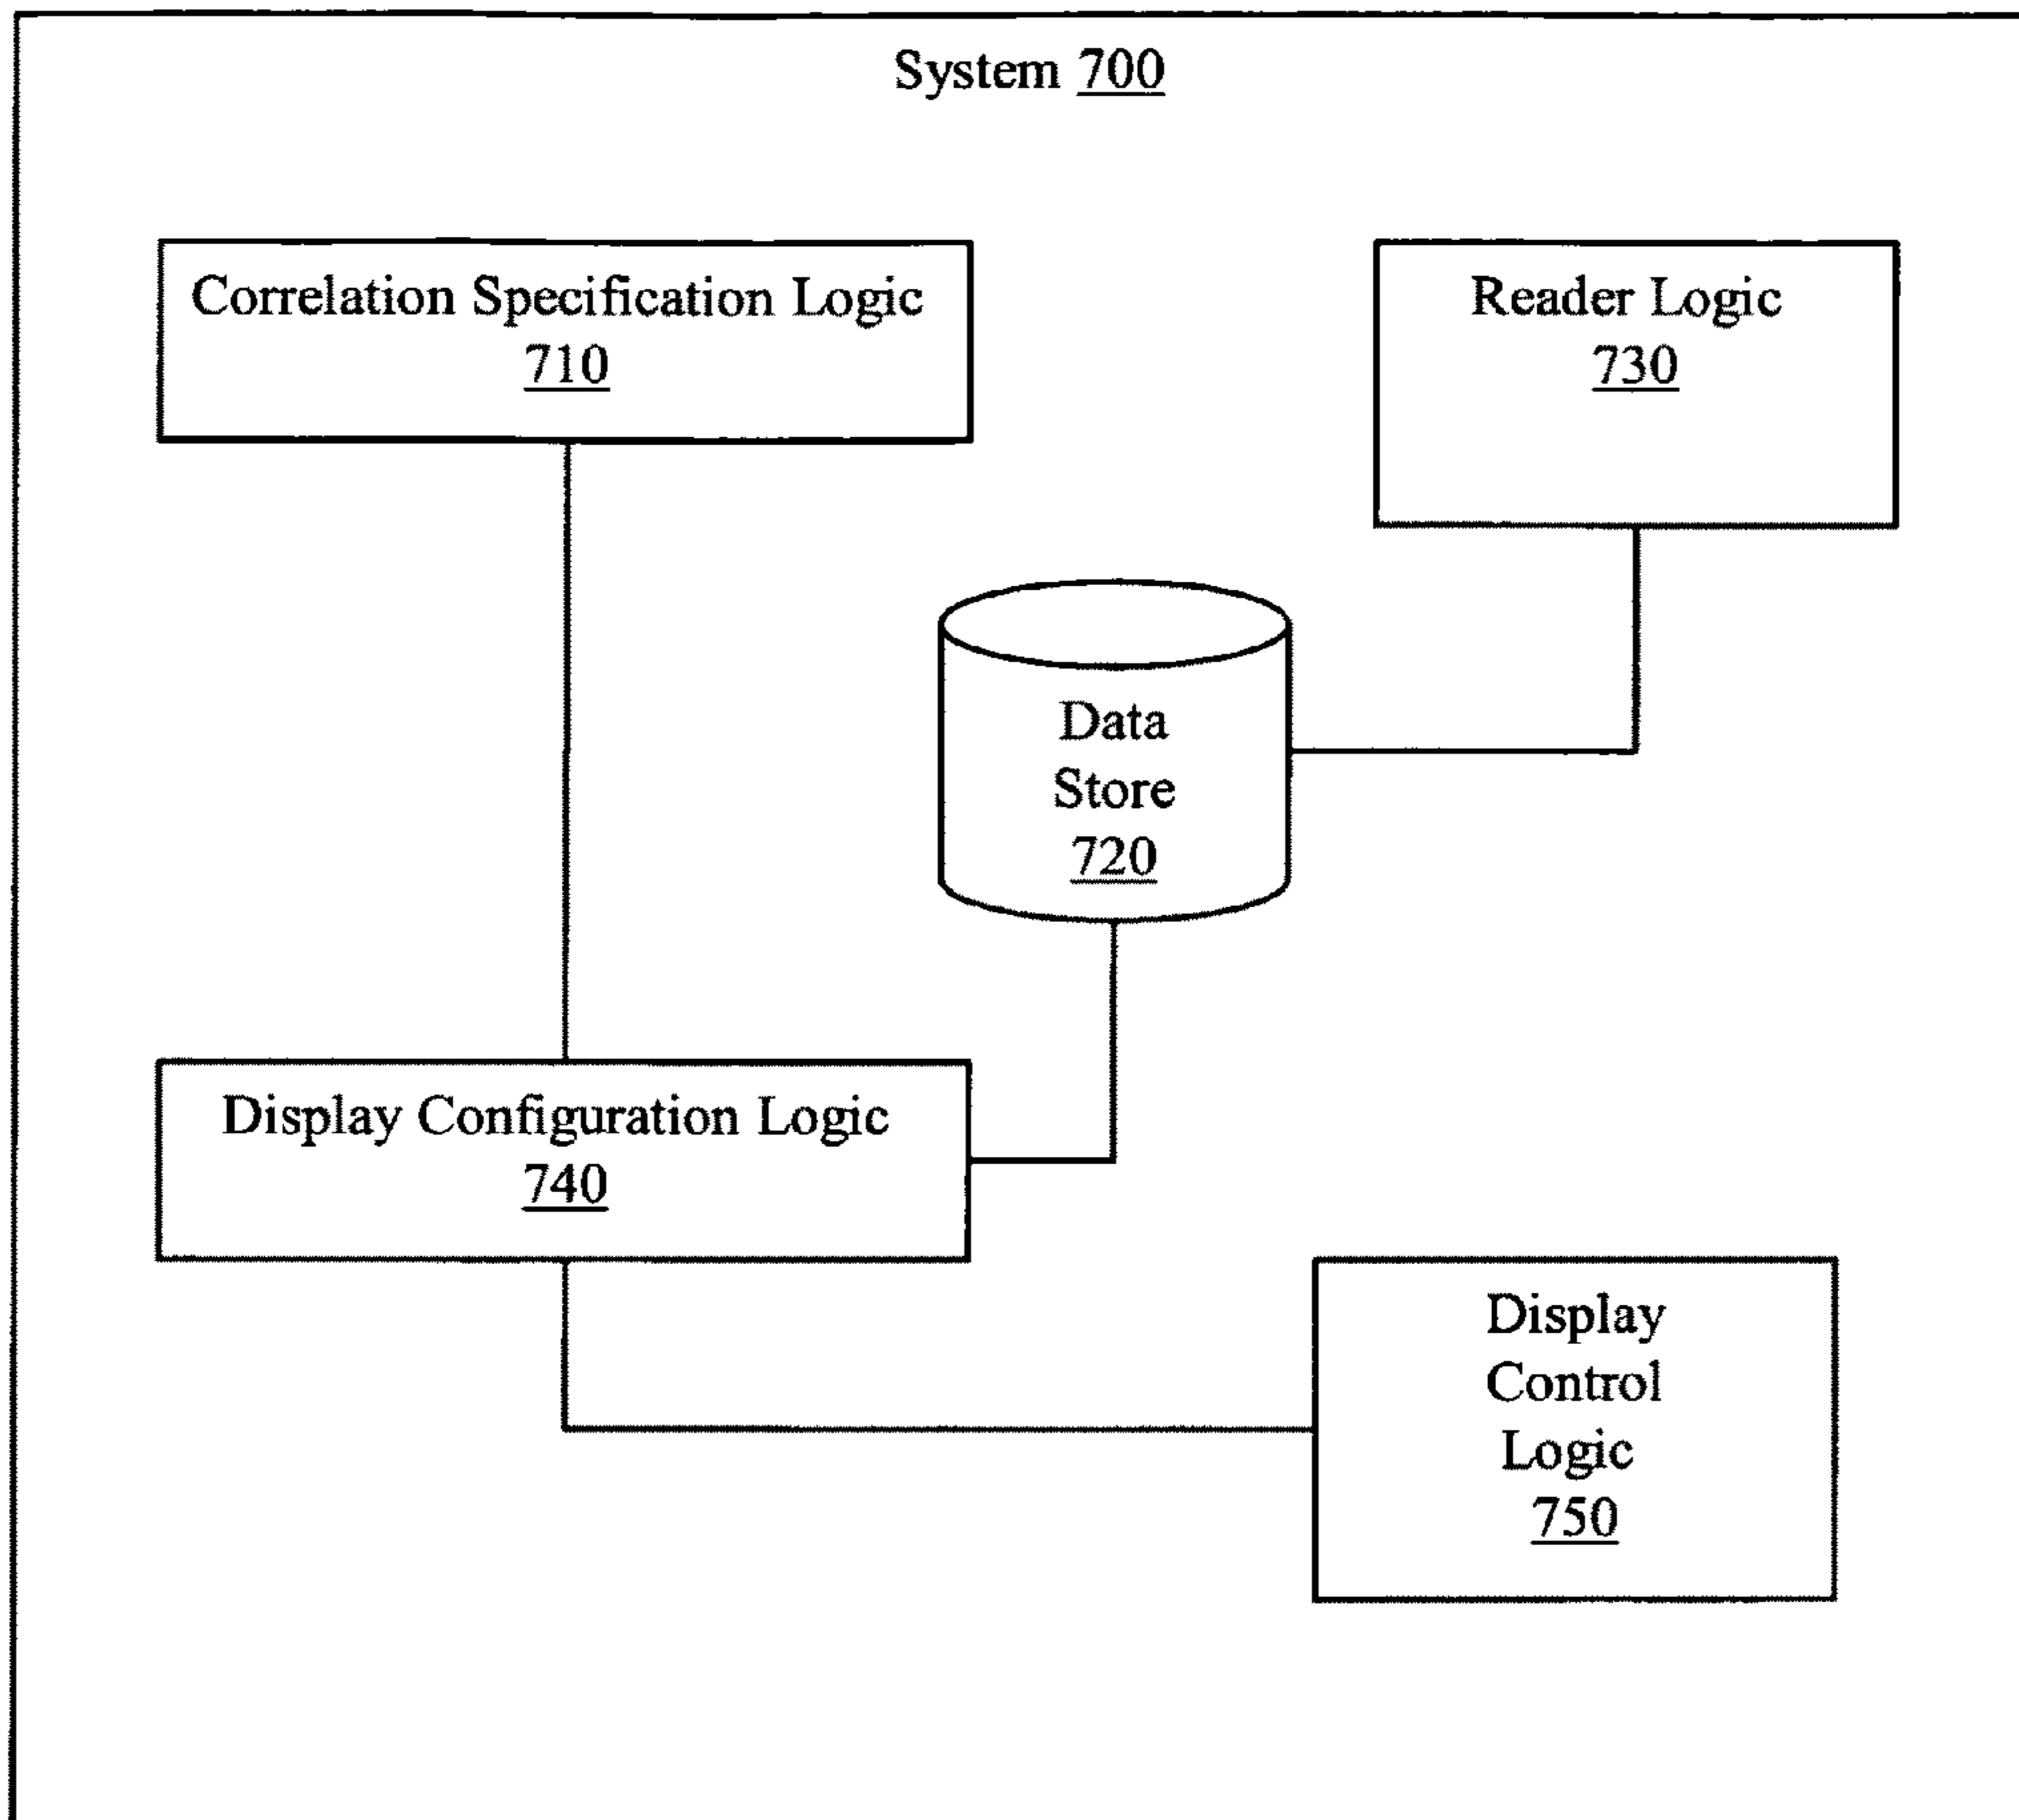 System 700
Correlation Specification Logic
710
Reader Logic
730
Data
Store
720
Display Configuration Logic
740
Display
Control
Logic
750